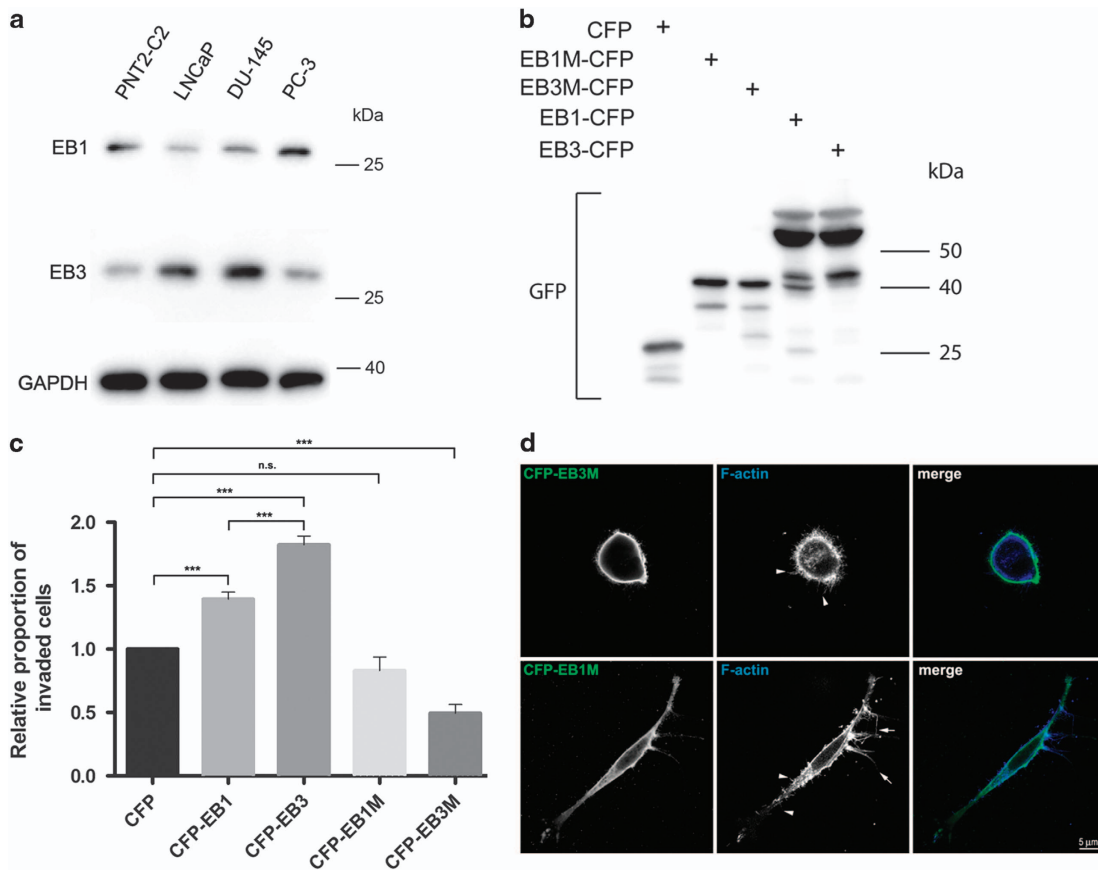 a
PNT2-C2
LNCaP
DU-145
PC-3
kDa
EB1
25
EB3
25
40
GAPDH
b
CFP +
EB1M-CFP +
EB3M-CFP +
EB1-CFP +
EB3-CFP +
kDa
50
GFP
40
25
c
***
n.s.
***
***
***
Relative proportion of
invaded cells
2.0
1.5
1.0
0.5
0.0
CFP
CFP-EB1
CFP-EB3
CFP-EB1M
CFP-EB3M
d
CFP-EB3M
F-actin
merge
CFP-EB1M
F-actin
merge
5 µm